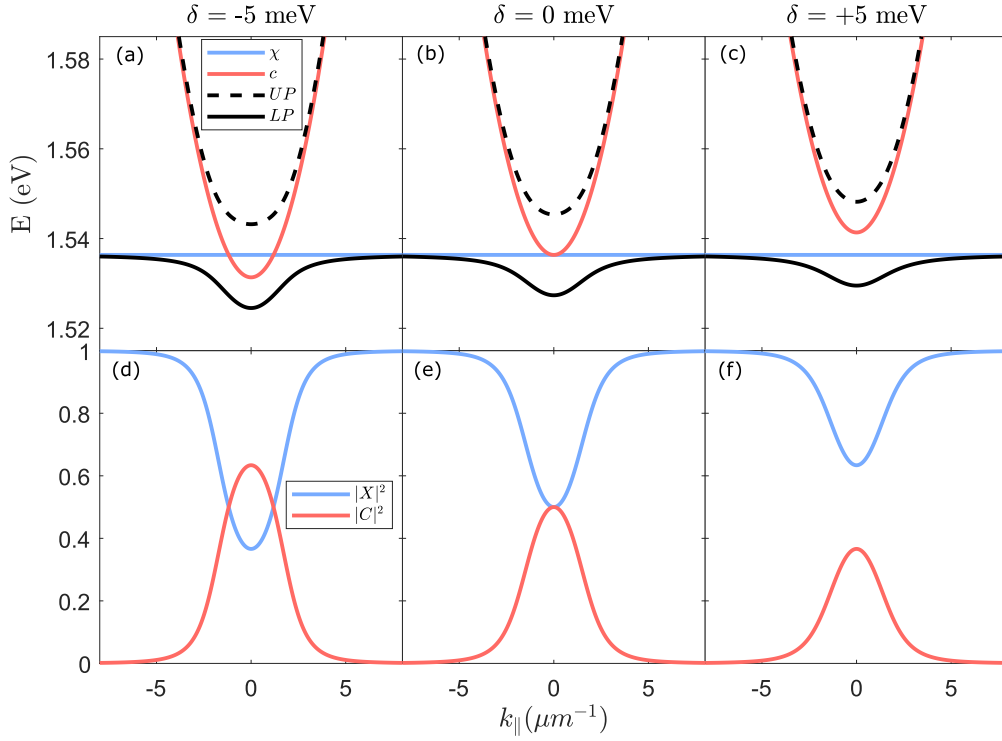 δ = -5 meV
δ = 0 meV
δ = +5 meV
(a)
χ
c
UP
LP
(b)
(c)
E (eV)
1.58
1.56
1.54
1.52
(d)
|X|²
|C|²
(e)
(f)
1
0.8
0.6
0.4
0.2
0
-5 0 5
-5 0 5
-5 0 5
k∥(μm⁻¹)